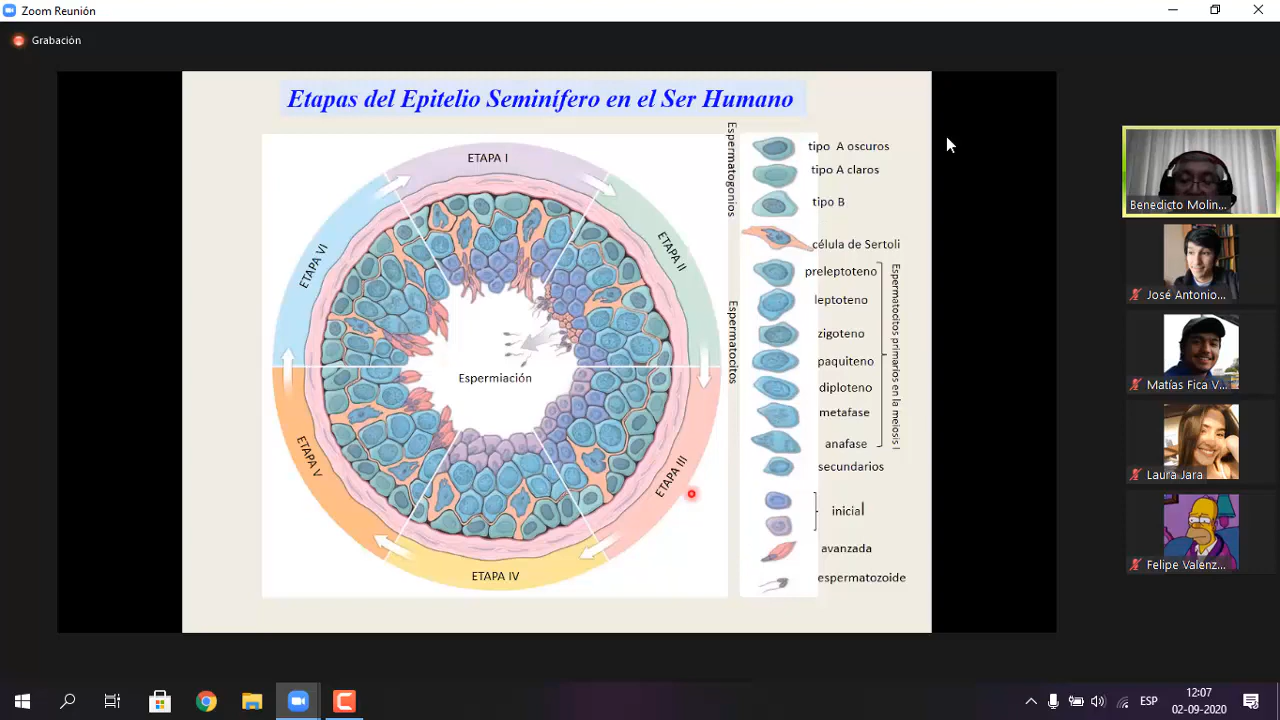 Zoom Reunión
Grabación
Etapas del Epitelio Seminífero en el Ser Humano
ETAPA I
ETAPA II
ETAPA III
ETAPA IV
ETAPA V
ETAPA VI
Espermiación
Espermatogonios
tipo A oscuros
tipo A claros
tipo B
célula de Sertoli
Espermatocitos
preleptoteno
leptoteno
zigoteno
paquiteno
diploteno
metafase
anafase
Espermatocitos primarios en la meiosis I
secundarios
inicial
avanzada
espermatozoide
Benedicto Molin...
José Antonio...
Matías Fica V...
Laura Jara
Felipe Valenz...
ESP
12:07
02-09-2020